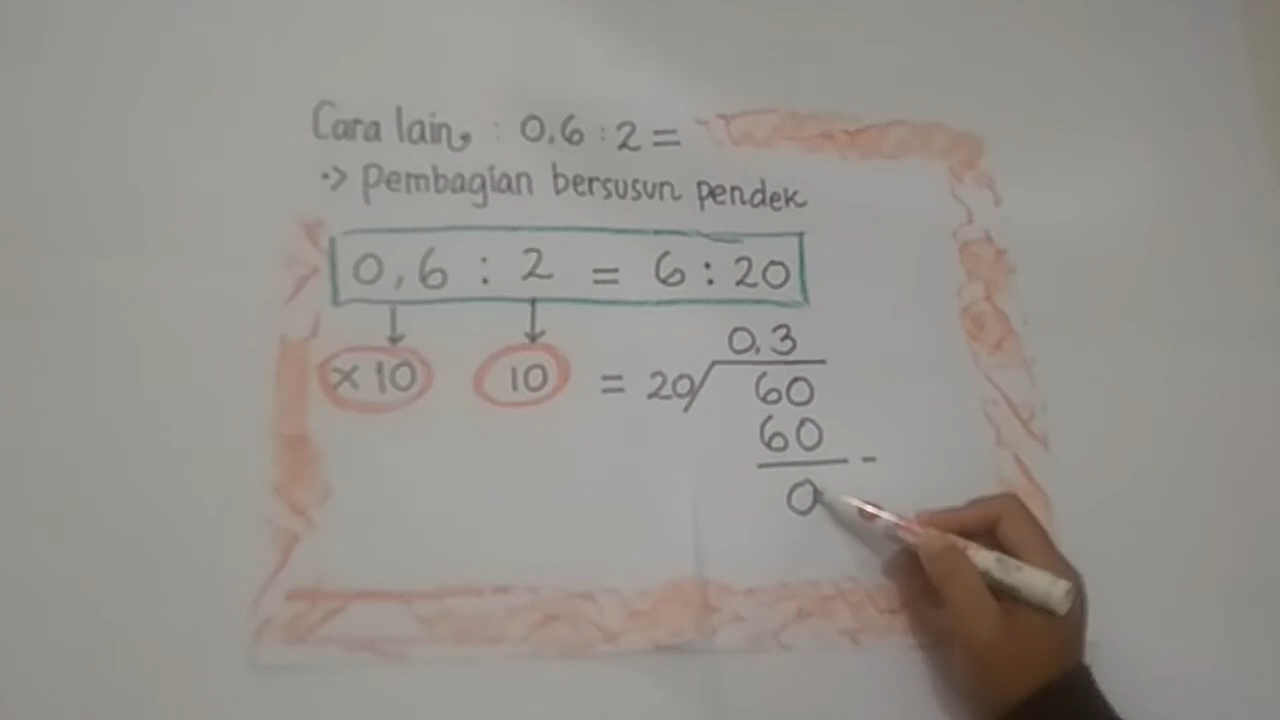 Cara lain, : 0,6 : 2 =
-> Pembagian bersusun pendek
0,6 : 2 = 6 : 20
0,3
× 10 10 = 20/ 60
60
-
0